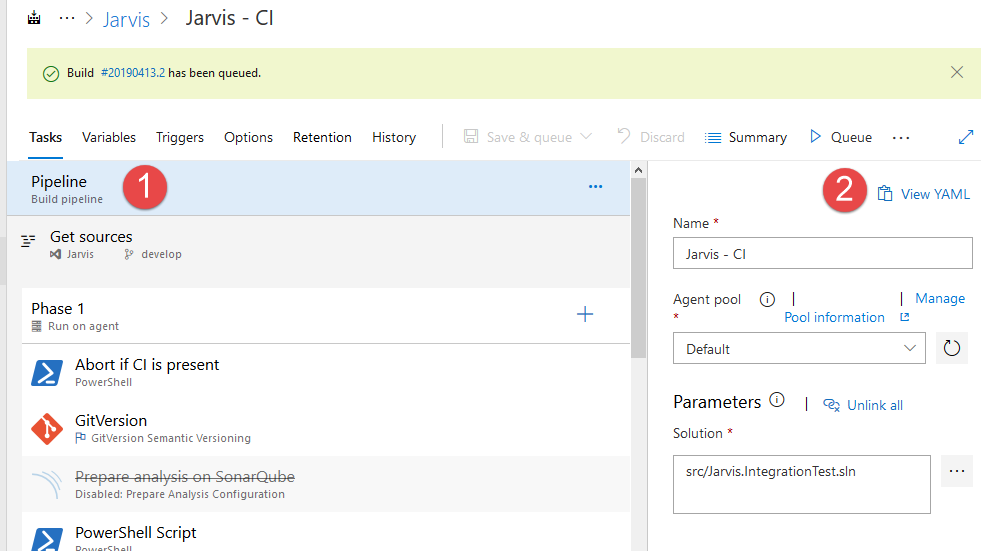 ··· > Jarvis > Jarvis - CI
Build #20190413.2 has been queued.
Tasks Variables Triggers Options Retention History Save & queue Discard Summary Queue ···
Pipeline
Build pipeline
1
···
Get sources
Jarvis develop
Phase 1
Run on agent
Abort if CI is present
PowerShell
GitVersion
GitVersion Semantic Versioning
Prepare analysis on SonarQube
Disabled: Prepare Analysis Configuration
PowerShell Script
PowerShell
2 View YAML
Name *
Jarvis - CI
Agent pool | | Manage
* Pool information
Default
Parameters | Unlink all
Solution *
src/Jarvis.IntegrationTest.sln
···